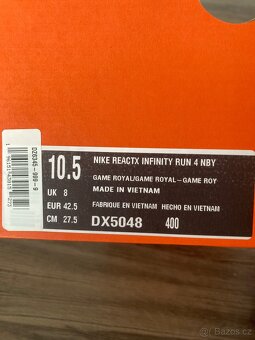 10.5
NIKE REACTX INFINITY RUN 4 NBY
UK 8
GAME ROYAL/GAME ROYAL-GAME ROY
MADE IN VIETNAM
EUR 42.5
FABRIQUE EN VIETNAM HECHO EN VIETNAM
CM 27.5
DX5048 400
sbazar.cz